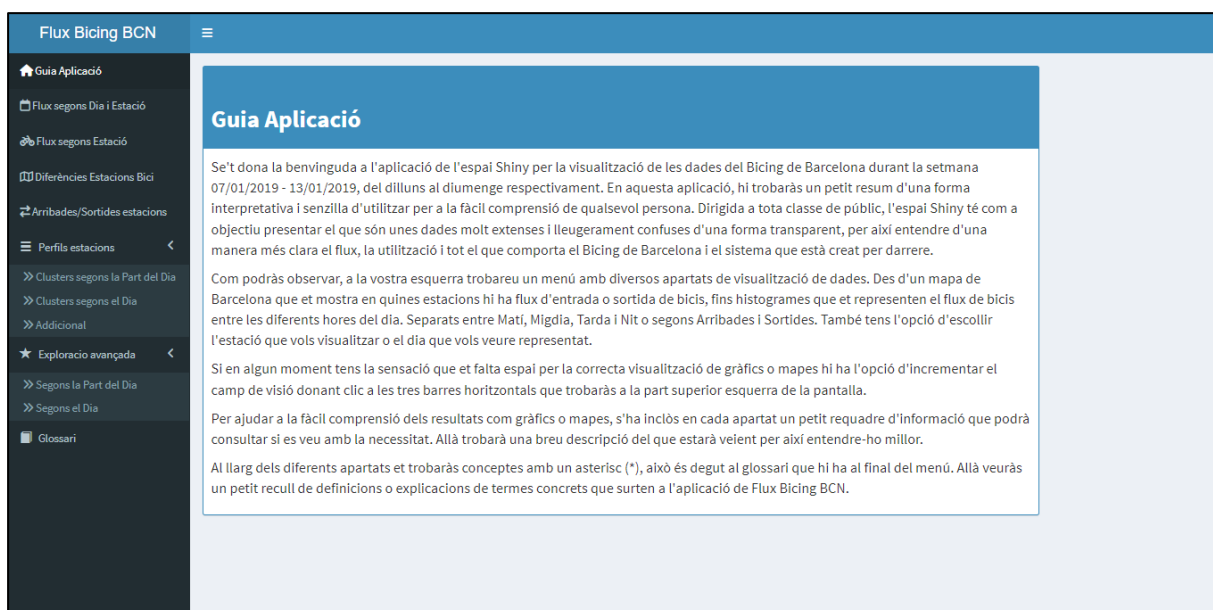 Flux Bicing BCN
Guia Aplicació
Flux segons Dia i Estació
Flux segons Estació
Diferències Estacions Bici
Arribades/Sortides estacions
Perfils estacions
Clusters segons la Part del Dia
Clusters segons el Dia
Addicional
Exploracio avançada
Segons la Part del Dia
Segons el Dia
Glossari
Guia Aplicació
Se't dona la benvinguda a l'aplicació de l'espai Shiny per la visualització de les dades del Bicing de Barcelona durant la setmana
07/01/2019 - 13/01/2019, del dilluns al diumenge respectivament. En aquesta aplicació, hi trobaràs un petit resum d'una forma
interpretativa i senzilla d'utilitzar per a la fàcil comprensió de qualsevol persona. Dirigida a tota classe de públic, l'espai Shiny té com a
objectiu presentar el que són unes dades molt extenses i lleugerament confuses d'una forma transparent, per així entendre d'una
manera més clara el flux, la utilització i tot el que comporta el Bicing de Barcelona i el sistema que està creat per darrere.
Com podràs observar, a la vostra esquerra trobareu un menú amb diversos apartats de visualització de dades. Des d'un mapa de
Barcelona que et mostra en quines estacions hi ha flux d'entrada o sortida de bicis, fins histogrames que et representen el flux de bicis
entre les diferents hores del dia. Separats entre Matí, Migdia, Tarda i Nit o segons Arribades i Sortides. També tens l'opció d'escollir
l'estació que vols visualitzar o el dia que vols veure representat.
Si en algun moment tens la sensació que et falta espai per la correcta visualització de gràfics o mapes hi ha l'opció d'incrementar el
camp de visió donant clic a les tres barres horitzontals que trobaràs a la part superior esquerra de la pantalla.
Per ajudar a la fàcil comprensió dels resultats com gràfics o mapes, s'ha inclòs en cada apartat un petit requadre d'informació que podrà
consultar si es veu amb la necessitat. Allà trobarà una breu descripció del que estarà veient per així entendre-ho millor.
Al llarg dels diferents apartats et trobaràs conceptes amb un asterisc (*), això és degut al glossari que hi ha al final del menú. Allà veuràs
un petit recull de definicions o explicacions de termes concrets que surten a l'aplicació de Flux Bicing BCN.